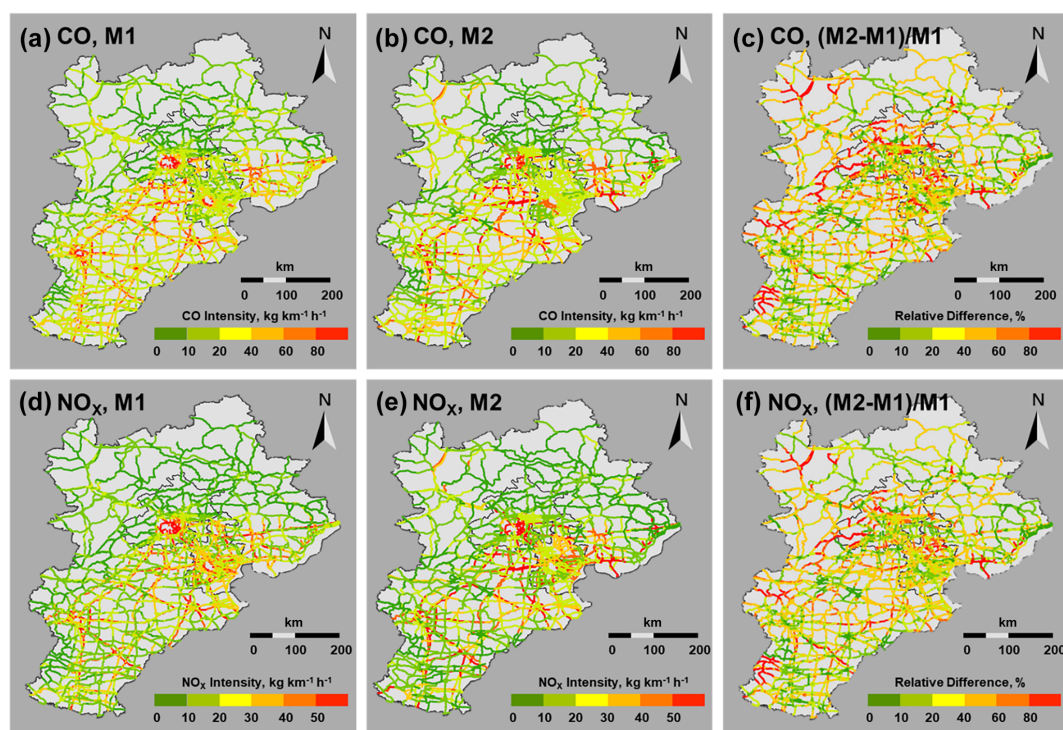 (a) CO, M1
N
km
0 100 200
CO Intensity, kg km⁻¹ h⁻¹
0 10 20 40 60 80
(b) CO, M2
N
km
0 100 200
CO Intensity, kg km⁻¹ h⁻¹
0 10 20 40 60 80
(c) CO, (M2-M1)/M1
N
km
0 100 200
Relative Difference, %
0 10 20 40 60 80
(d) NOₓ, M1
N
km
0 100 200
NOₓ Intensity, kg km⁻¹ h⁻¹
0 10 20 30 40 50
(e) NOₓ, M2
N
km
0 100 200
NOₓ Intensity, kg km⁻¹ h⁻¹
0 10 20 30 40 50
(f) NOₓ, (M2-M1)/M1
N
km
0 100 200
Relative Difference, %
0 10 20 40 60 80